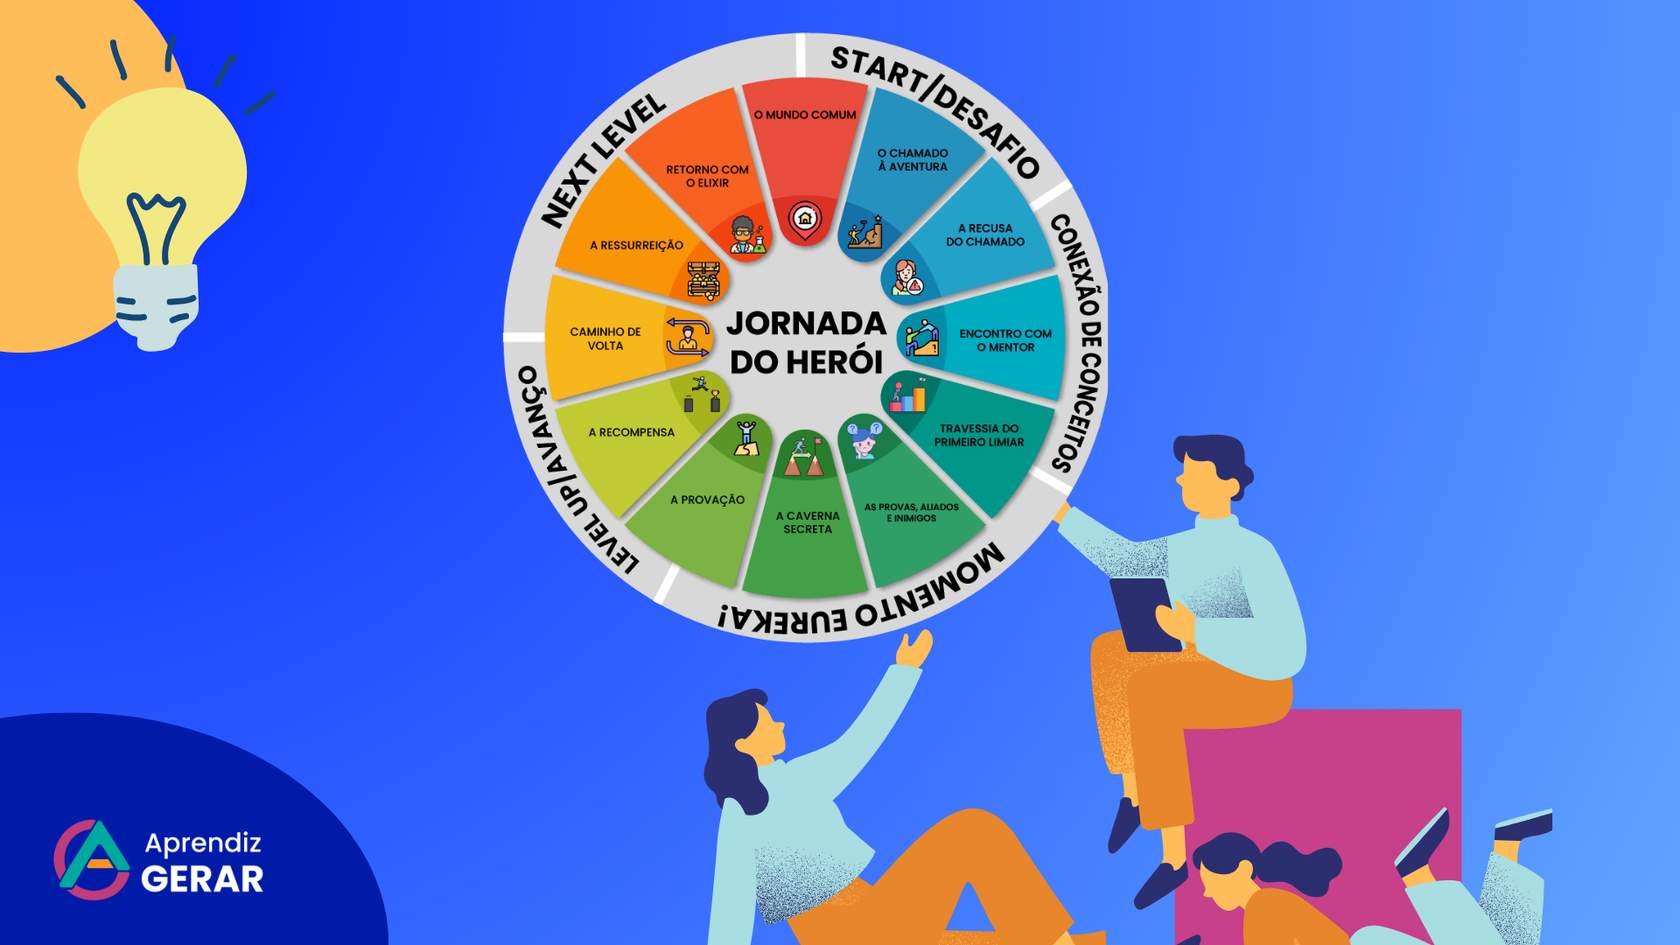 START/DESAFIO
CONEXÃO DE CONCEITOS
MOMENTO EUREKA!
LEVEL UP/AVANÇO
NEXT LEVEL
O MUNDO COMUM
O CHAMADO
À AVENTURA
A RECUSA
DO CHAMADO
ENCONTRO COM
O MENTOR
TRAVESSIA DO
PRIMEIRO LIMIAR
AS PROVAS, ALIADOS
E INIMIGOS
A CAVERNA
SECRETA
A PROVAÇÃO
A RECOMPENSA
CAMINHO DE
VOLTA
A RESSURREIÇÃO
RETORNO COM
O ELIXIR
JORNADA
DO HERÓI
Aprendiz
GERAR